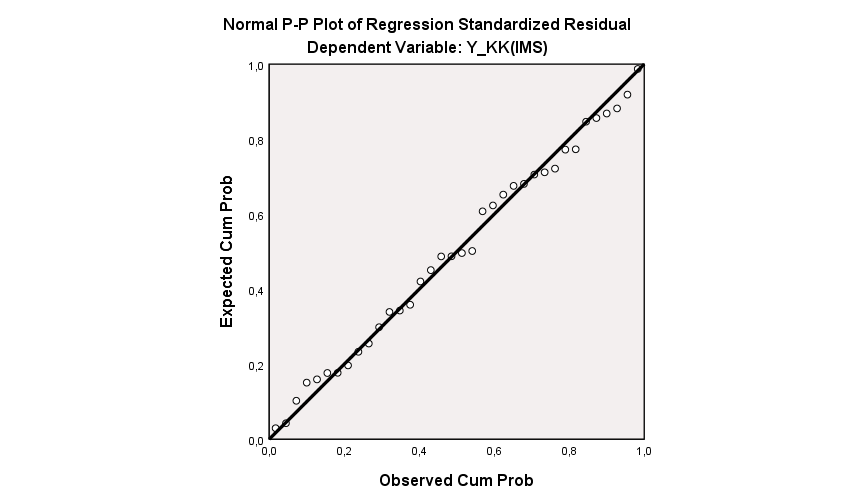 Normal P-P Plot of Regression Standardized Residual
Dependent Variable: Y_KK(IMS)
1,0
0,8
0,6
0,4
0,2
0,0
Expected Cum Prob
0,0 0,2 0,4 0,6 0,8 1,0
Observed Cum Prob